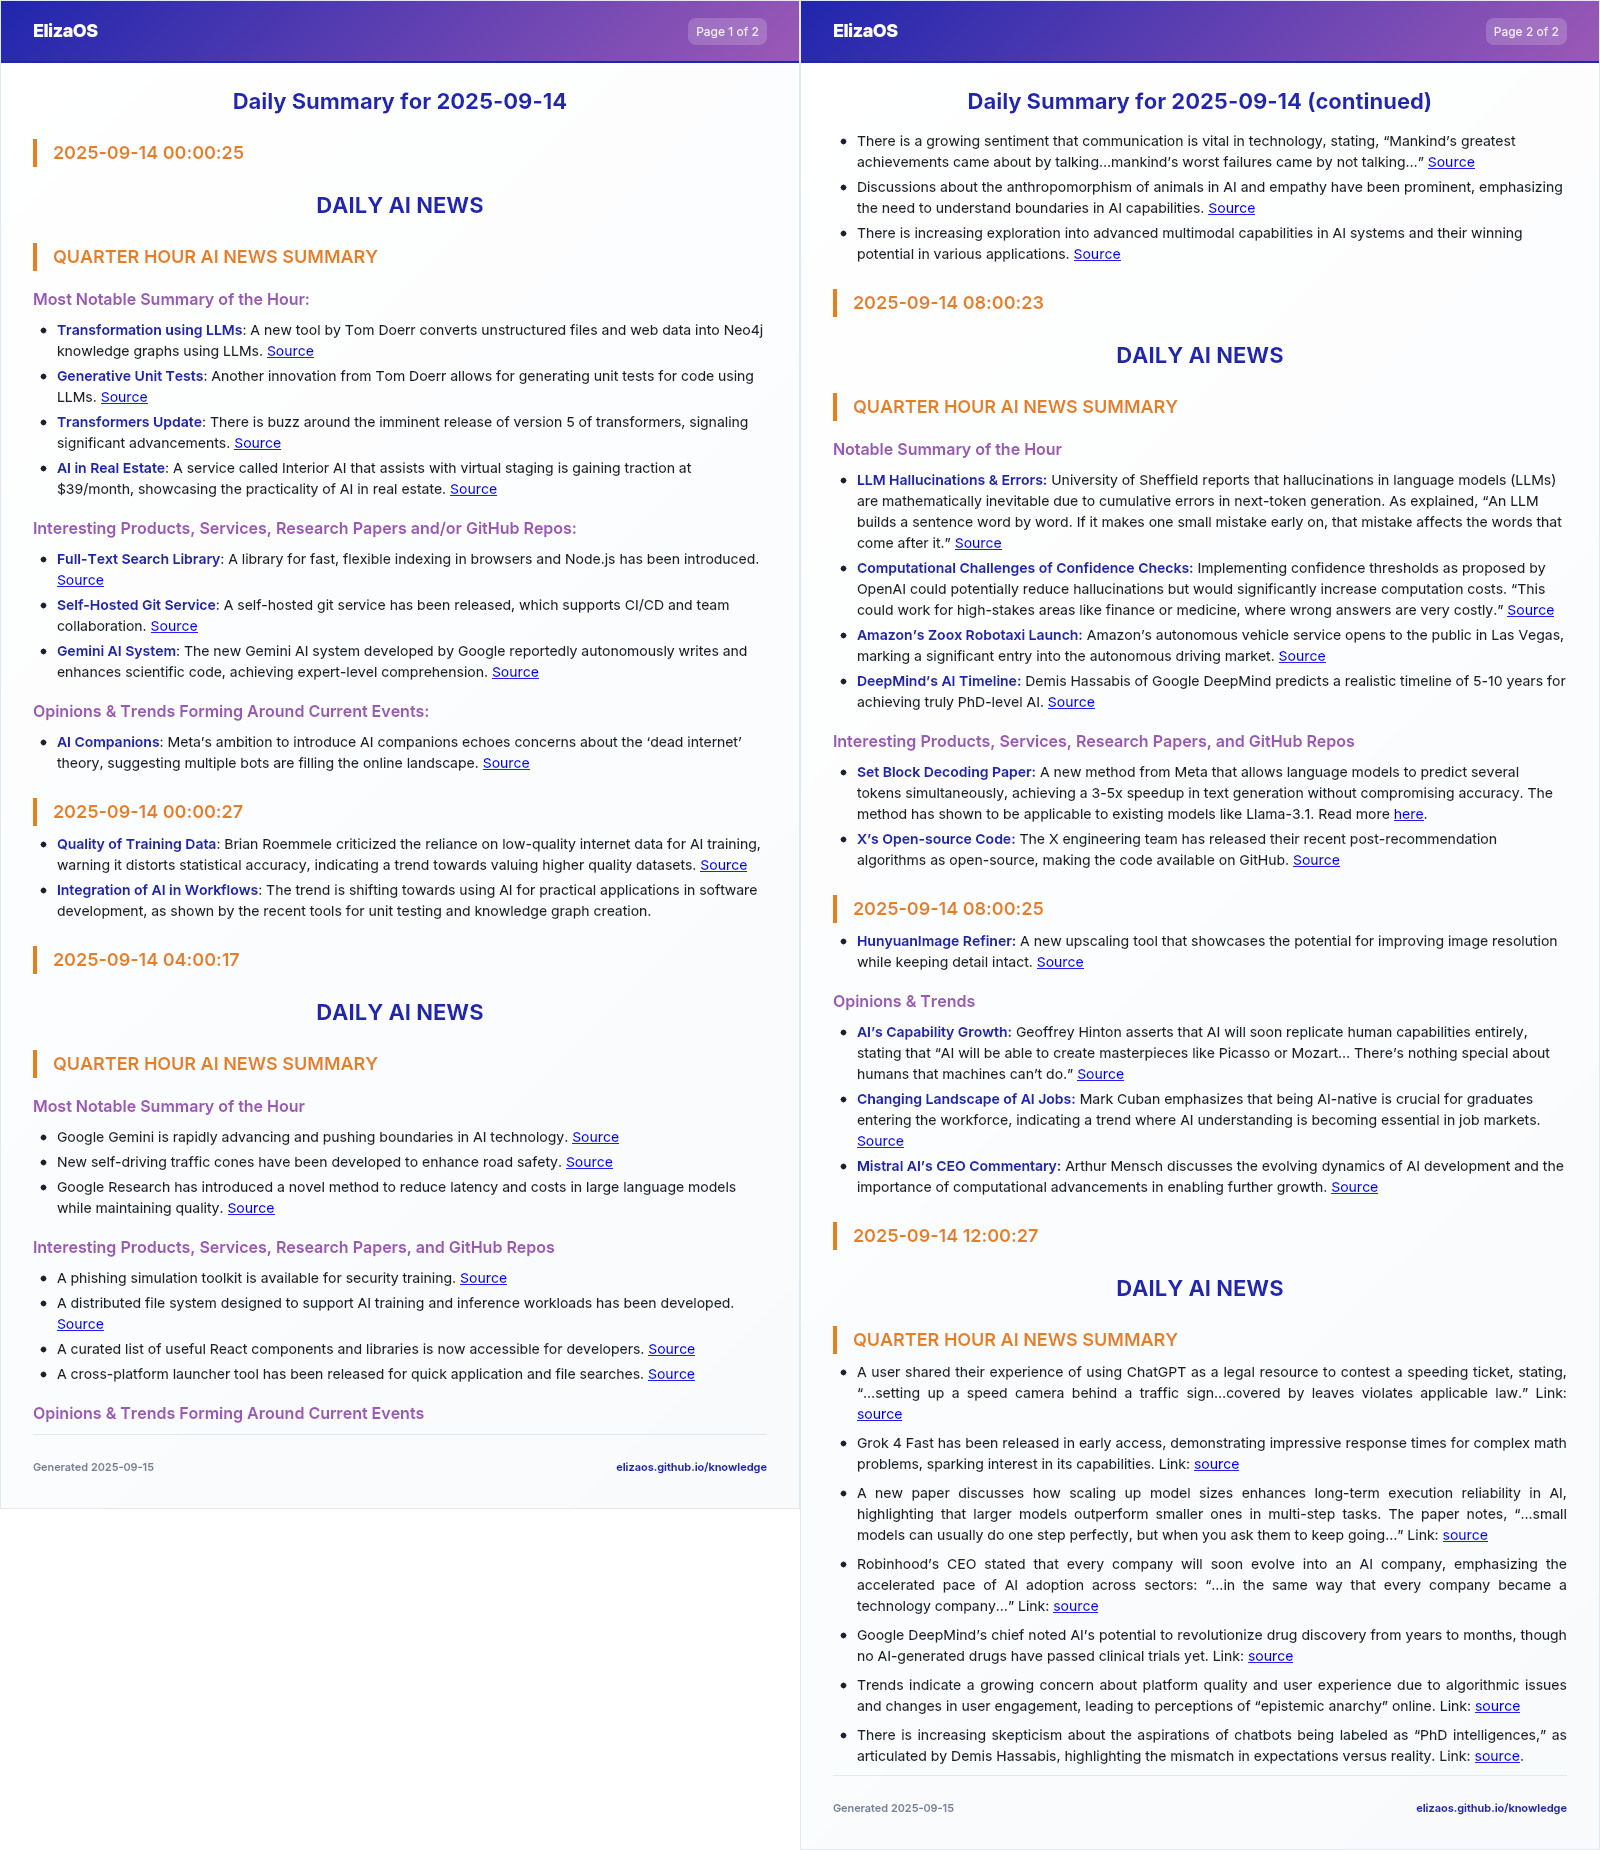 ElizaOS
Page 1 of 2
Daily Summary for 2025-09-14
2025-09-14 00:00:25
DAILY AI NEWS
QUARTER HOUR AI NEWS SUMMARY
Most Notable Summary of the Hour:
• Transformation using LLMs: A new tool by Tom Doerr converts unstructured files and web data into Neo4j
knowledge graphs using LLMs. Source
• Generative Unit Tests: Another innovation from Tom Doerr allows for generating unit tests for code using
LLMs. Source
• Transformers Update: There is buzz around the imminent release of version 5 of transformers, signaling
significant advancements. Source
• AI in Real Estate: A service called Interior AI that assists with virtual staging is gaining traction at
$39/month, showcasing the practicality of AI in real estate. Source
Interesting Products, Services, Research Papers and/or GitHub Repos:
• Full-Text Search Library: A library for fast, flexible indexing in browsers and Node.js has been introduced.
Source
• Self-Hosted Git Service: A self-hosted git service has been released, which supports CI/CD and team
collaboration. Source
• Gemini AI System: The new Gemini AI system developed by Google reportedly autonomously writes and
enhances scientific code, achieving expert-level comprehension. Source
Opinions & Trends Forming Around Current Events:
• AI Companions: Meta’s ambition to introduce AI companions echoes concerns about the ‘dead internet’
theory, suggesting multiple bots are filling the online landscape. Source
2025-09-14 00:00:27
• Quality of Training Data: Brian Roemmele criticized the reliance on low-quality internet data for AI training,
warning it distorts statistical accuracy, indicating a trend towards valuing higher quality datasets. Source
• Integration of AI in Workflows: The trend is shifting towards using AI for practical applications in software
development, as shown by the recent tools for unit testing and knowledge graph creation.
2025-09-14 04:00:17
DAILY AI NEWS
QUARTER HOUR AI NEWS SUMMARY
Most Notable Summary of the Hour
• Google Gemini is rapidly advancing and pushing boundaries in AI technology. Source
• New self-driving traffic cones have been developed to enhance road safety. Source
• Google Research has introduced a novel method to reduce latency and costs in large language models
while maintaining quality. Source
Interesting Products, Services, Research Papers, and GitHub Repos
• A phishing simulation toolkit is available for security training. Source
• A distributed file system designed to support AI training and inference workloads has been developed.
Source
• A curated list of useful React components and libraries is now accessible for developers. Source
• A cross-platform launcher tool has been released for quick application and file searches. Source
Opinions & Trends Forming Around Current Events
Generated 2025-09-15
elizaos.github.io/knowledge
ElizaOS
Page 2 of 2
Daily Summary for 2025-09-14 (continued)
• There is a growing sentiment that communication is vital in technology, stating, “Mankind’s greatest
achievements came about by talking…mankind’s worst failures came by not talking…” Source
• Discussions about the anthropomorphism of animals in AI and empathy have been prominent, emphasizing
the need to understand boundaries in AI capabilities. Source
• There is increasing exploration into advanced multimodal capabilities in AI systems and their winning
potential in various applications. Source
2025-09-14 08:00:23
DAILY AI NEWS
QUARTER HOUR AI NEWS SUMMARY
Notable Summary of the Hour
• LLM Hallucinations & Errors: University of Sheffield reports that hallucinations in language models (LLMs)
are mathematically inevitable due to cumulative errors in next-token generation. As explained, “An LLM
builds a sentence word by word. If it makes one small mistake early on, that mistake affects the words that
come after it.” Source
• Computational Challenges of Confidence Checks: Implementing confidence thresholds as proposed by
OpenAI could potentially reduce hallucinations but would significantly increase computation costs. “This
could work for high-stakes areas like finance or medicine, where wrong answers are very costly.” Source
• Amazon’s Zoox Robotaxi Launch: Amazon’s autonomous vehicle service opens to the public in Las Vegas,
marking a significant entry into the autonomous driving market. Source
• DeepMind’s AI Timeline: Demis Hassabis of Google DeepMind predicts a realistic timeline of 5-10 years for
achieving truly PhD-level AI. Source
Interesting Products, Services, Research Papers, and GitHub Repos
• Set Block Decoding Paper: A new method from Meta that allows language models to predict several
tokens simultaneously, achieving a 3-5x speedup in text generation without compromising accuracy. The
method has shown to be applicable to existing models like Llama-3.1. Read more here.
• X’s Open-source Code: The X engineering team has released their recent post-recommendation
algorithms as open-source, making the code available on GitHub. Source
2025-09-14 08:00:25
• HunyuanImage Refiner: A new upscaling tool that showcases the potential for improving image resolution
while keeping detail intact. Source
Opinions & Trends
• AI’s Capability Growth: Geoffrey Hinton asserts that AI will soon replicate human capabilities entirely,
stating that “AI will be able to create masterpieces like Picasso or Mozart… There’s nothing special about
humans that machines can’t do.” Source
• Changing Landscape of AI Jobs: Mark Cuban emphasizes that being AI-native is crucial for graduates
entering the workforce, indicating a trend where AI understanding is becoming essential in job markets.
Source
• Mistral AI’s CEO Commentary: Arthur Mensch discusses the evolving dynamics of AI development and the
importance of computational advancements in enabling further growth. Source
2025-09-14 12:00:27
DAILY AI NEWS
QUARTER HOUR AI NEWS SUMMARY
• A user shared their experience of using ChatGPT as a legal resource to contest a speeding ticket, stating,
“…setting up a speed camera behind a traffic sign…covered by leaves violates applicable law.” Link:
source
• Grok 4 Fast has been released in early access, demonstrating impressive response times for complex math
problems, sparking interest in its capabilities. Link: source
• A new paper discusses how scaling up model sizes enhances long-term execution reliability in AI,
highlighting that larger models outperform smaller ones in multi-step tasks. The paper notes, “…small
models can usually do one step perfectly, but when you ask them to keep going…” Link: source
• Robinhood’s CEO stated that every company will soon evolve into an AI company, emphasizing the
accelerated pace of AI adoption across sectors: “…in the same way that every company became a
technology company…” Link: source
• Google DeepMind’s chief noted AI’s potential to revolutionize drug discovery from years to months, though
no AI-generated drugs have passed clinical trials yet. Link: source
• Trends indicate a growing concern about platform quality and user experience due to algorithmic issues
and changes in user engagement, leading to perceptions of “epistemic anarchy” online. Link: source
• There is increasing skepticism about the aspirations of chatbots being labeled as “PhD intelligences,” as
articulated by Demis Hassabis, highlighting the mismatch in expectations versus reality. Link: source.
Generated 2025-09-15
elizaos.github.io/knowledge